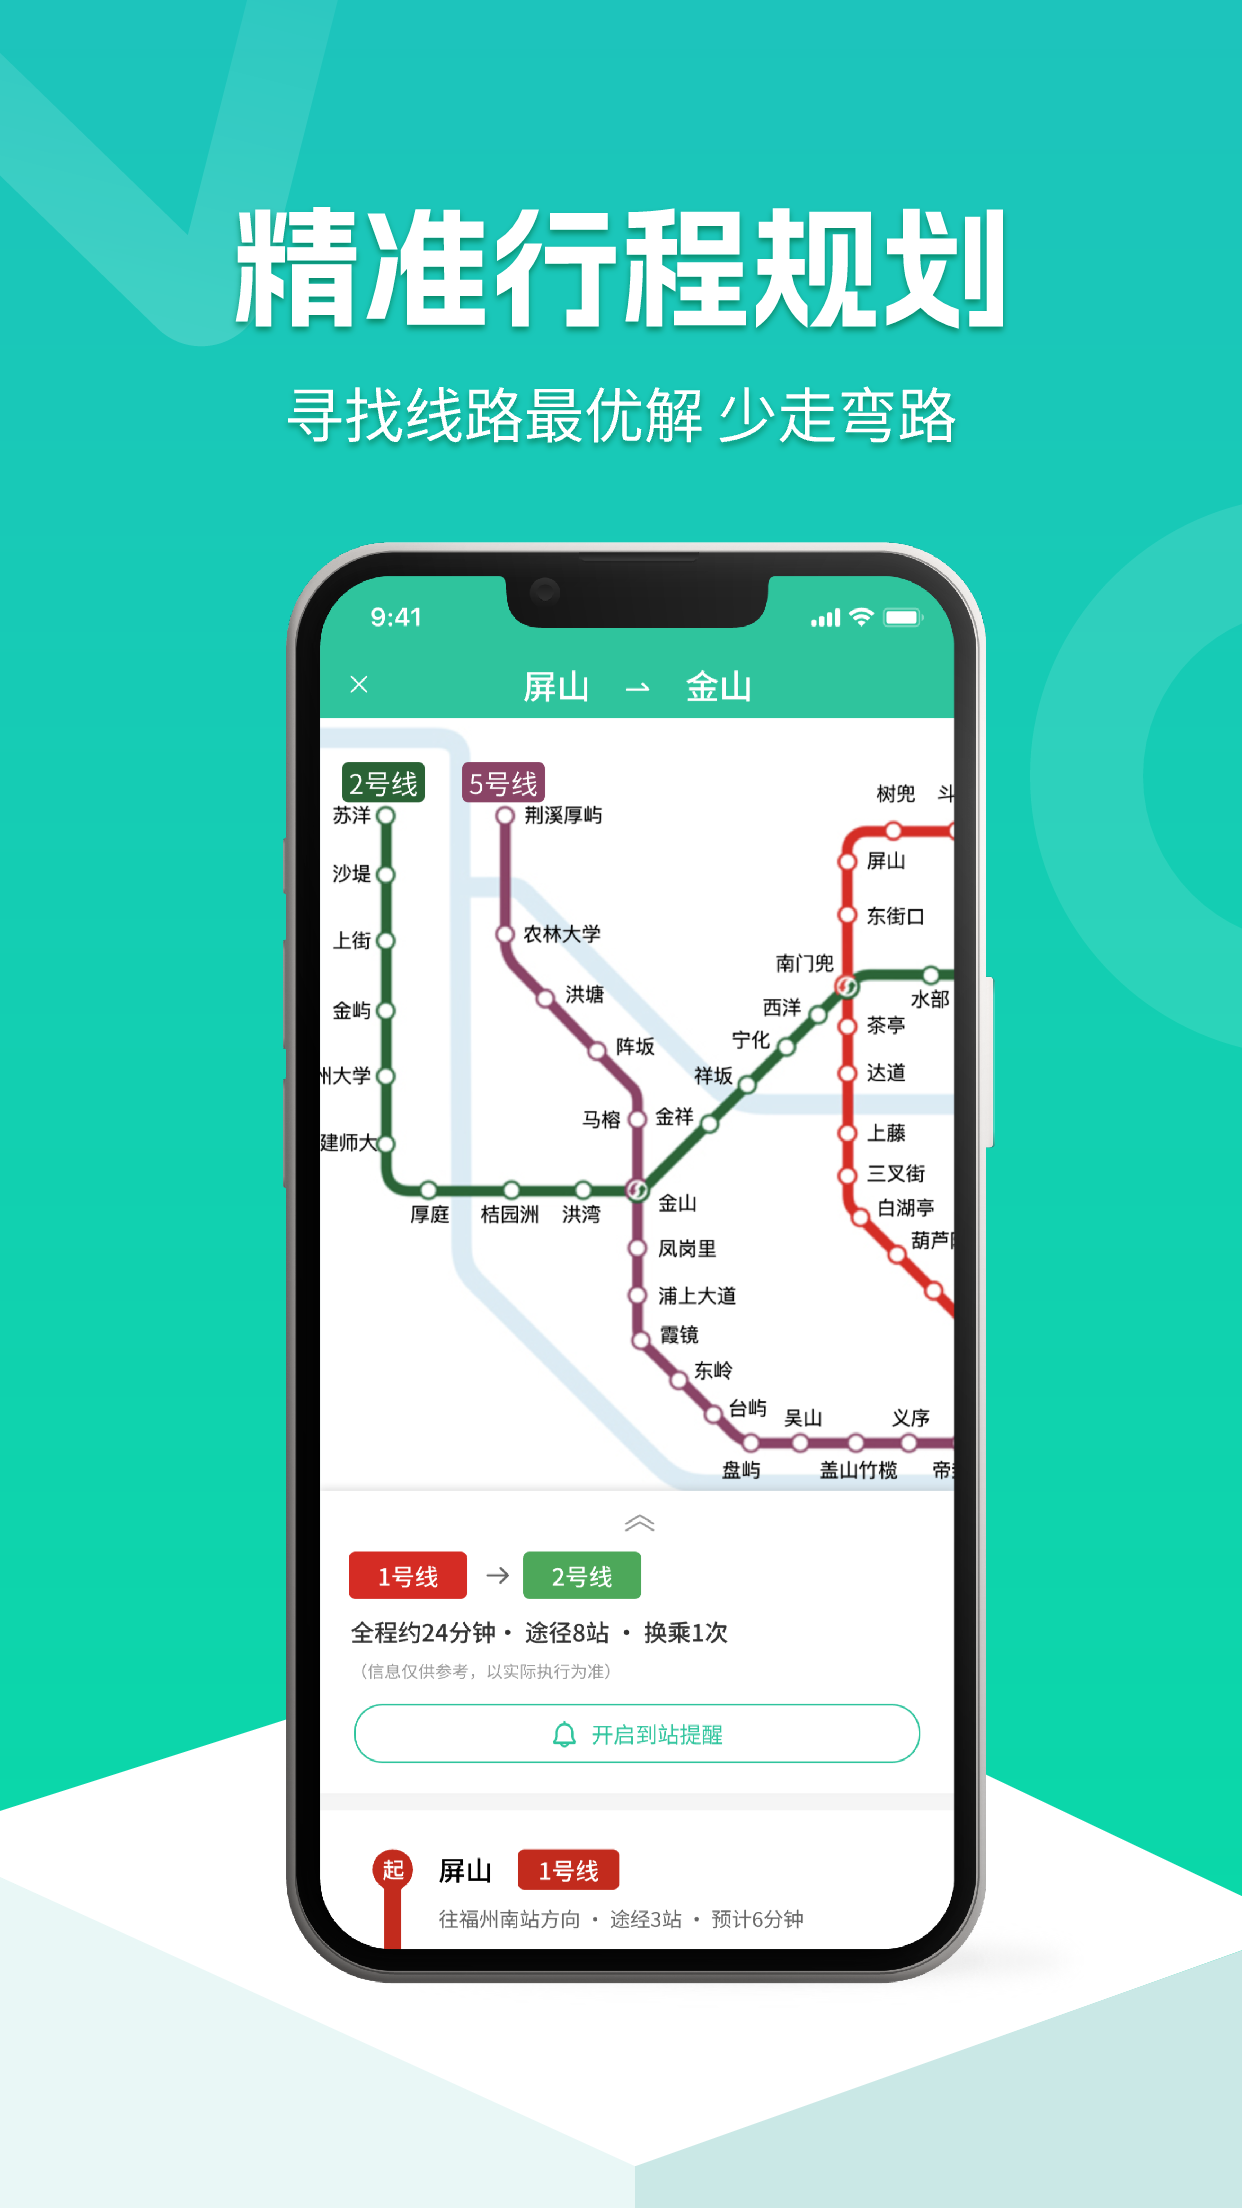 精准行程规划
寻找线路最优解 少走弯路
9:41
屏山 ⇀ 金山
2号线
5号线
苏洋
荆溪厚屿
树兜
斗
屏山
沙堤
东街口
上街
农林大学
南门兜
洪塘
西洋
水部
金屿
茶亭
宁化
阵坂
达道
州大学
祥坂
马榕
金祥
上藤
建师大
三叉街
金山
白湖亭
厚庭
桔园洲
洪湾
葫芦
凤岗里
浦上大道
霞镜
东岭
台屿
吴山
义序
盘屿
盖山竹榄
帝
1号线 → 2号线
全程约24分钟 · 途径8站 · 换乘1次
（信息仅供参考，以实际执行为准）
开启到站提醒
起 屏山 1号线
往福州南站方向 · 途经3站 · 预计6分钟